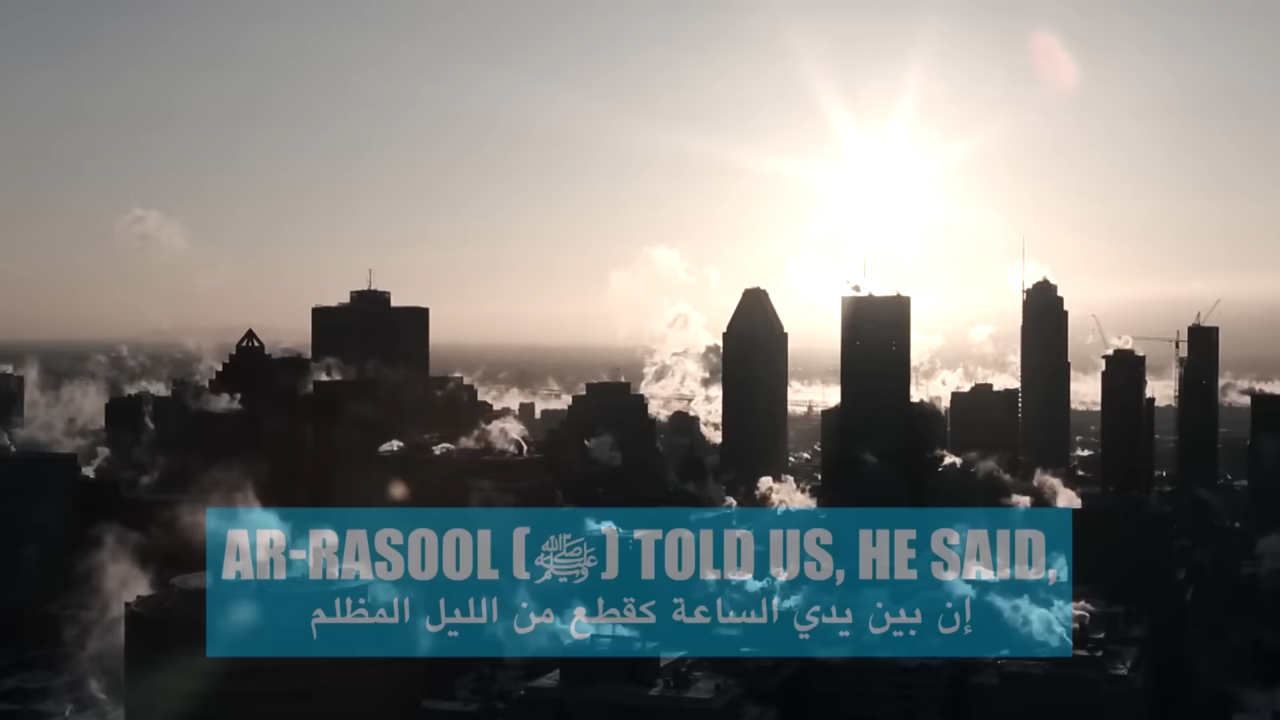 AR-RASOOL (ﷺ) TOLD US, HE SAID,
إن بين يدي الساعة كقطع من الليل المظلم